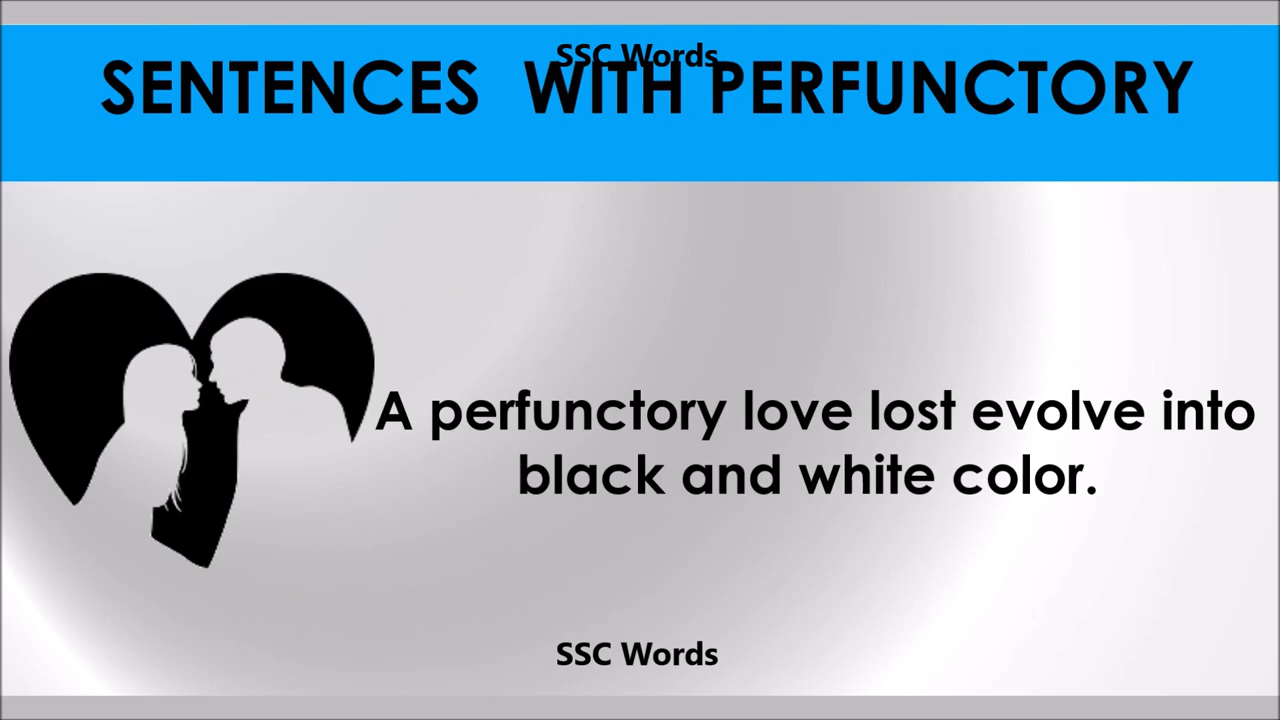 SSC Words
SENTENCES WITH PERFUNCTORY
A perfunctory love lost evolve into
black and white color.
SSC Words